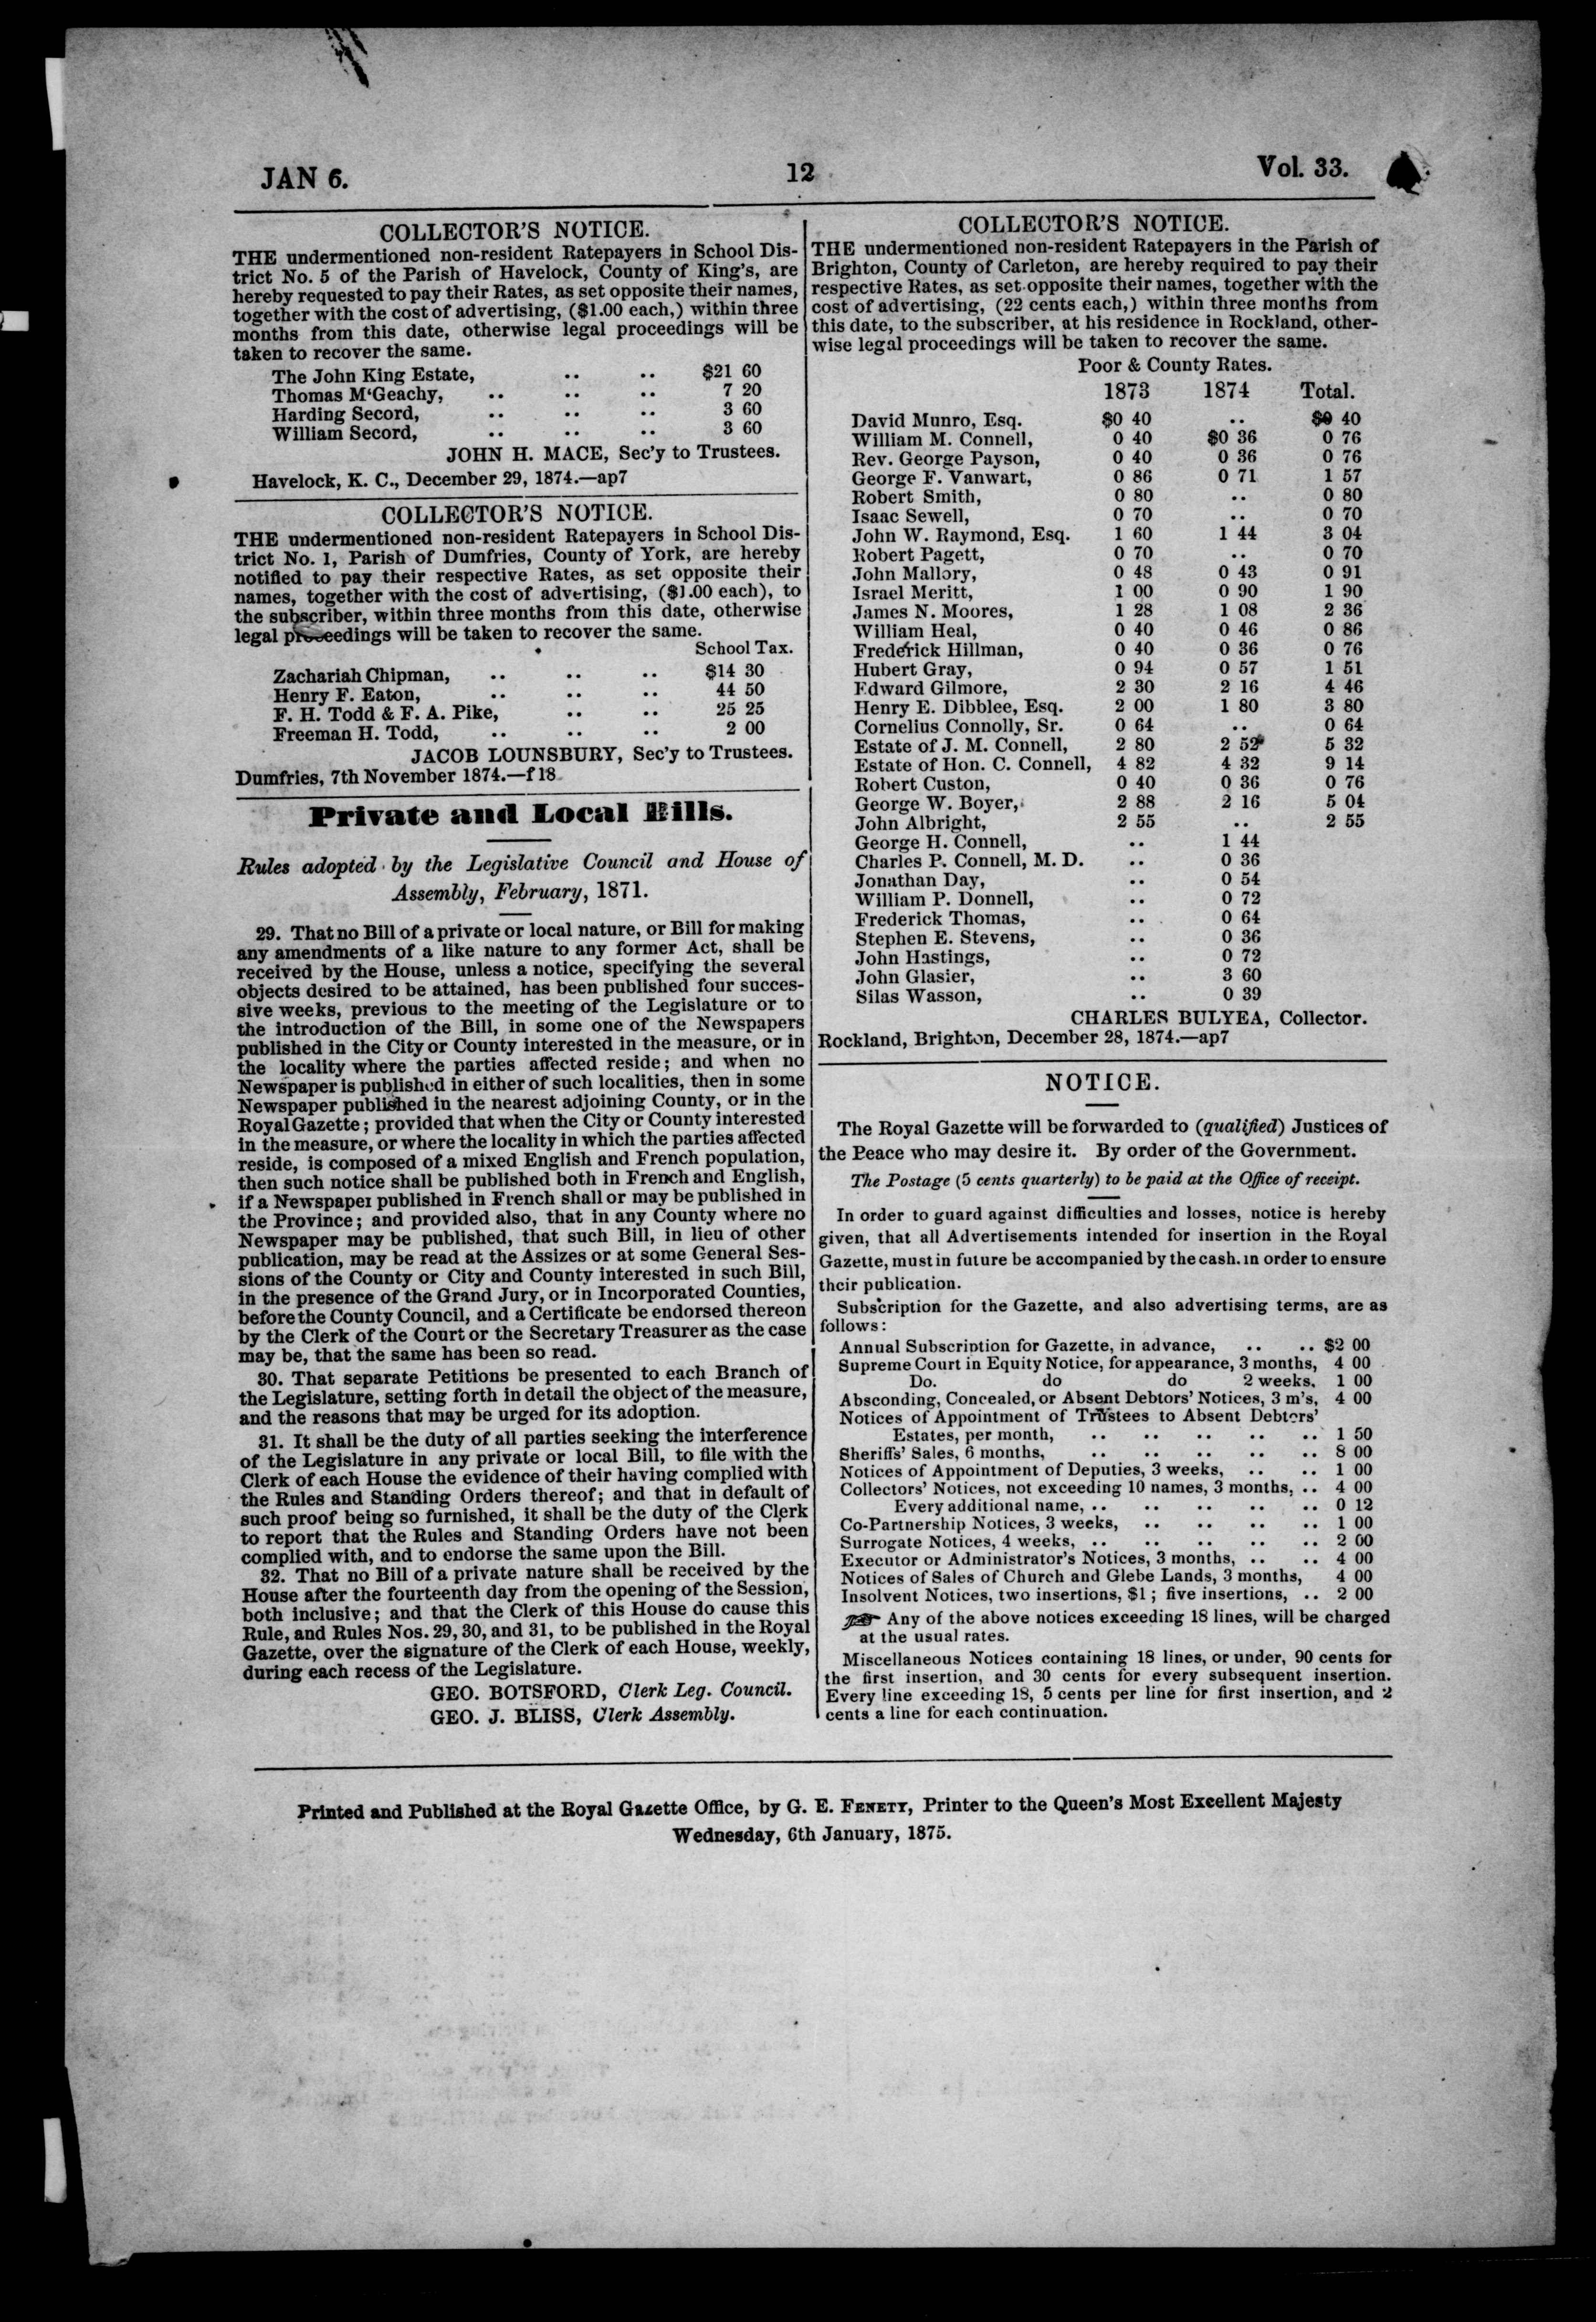 JAN 6.
12
Vol. 33.
COLLECTOR'S NOTICE.
THE undermentioned non-resident Ratepayers in School Dis-
trict No. 5 of the Parish of Havelock, County of King's, are
hereby requested to pay their Rates, as set opposite their names,
together with the cost of advertising, ($1.00 each,) within three
months from this date, otherwise legal proceedings will be
taken to recover the same.
The John King Estate, .. .. $21 60
Thomas M'Geachy, .. .. .. 7 20
Harding Secord, .. .. .. 3 60
William Secord, .. .. .. 3 60
JOHN H. MACE, Sec'y to Trustees.
Havelock, K. C., December 29, 1874.—ap7
COLLECTOR'S NOTICE.
THE undermentioned non-resident Ratepayers in School Dis-
trict No. 1, Parish of Dumfries, County of York, are hereby
notified to pay their respective Rates, as set opposite their
names, together with the cost of advertising, ($1.00 each), to
the subscriber, within three months from this date, otherwise
legal proceedings will be taken to recover the same.
School Tax.
Zachariah Chipman, .. .. .. $14 30
Henry F. Eaton, .. .. .. 44 50
F. H. Todd & F. A. Pike, .. .. 25 25
Freeman H. Todd, .. .. .. 2 00
JACOB LOUNSBURY, Sec'y to Trustees.
Dumfries, 7th November 1874.—f18
Private and Local Bills.
Rules adopted by the Legislative Council and House of
Assembly, February, 1871.
29. That no Bill of a private or local nature, or Bill for making
any amendments of a like nature to any former Act, shall be
received by the House, unless a notice, specifying the several
objects desired to be attained, has been published four succes-
sive weeks, previous to the meeting of the Legislature or to
the introduction of the Bill, in some one of the Newspapers
published in the City or County interested in the measure, or in
the locality where the parties affected reside; and when no
Newspaper is published in either of such localities, then in some
Newspaper published in the nearest adjoining County, or in the
Royal Gazette; provided that when the City or County interested
in the measure, or where the locality in which the parties affected
reside, is composed of a mixed English and French population,
then such notice shall be published both in French and English,
if a Newspaper published in French shall or may be published in
the Province; and provided also, that in any County where no
Newspaper may be published, that such Bill, in lieu of other
publication, may be read at the Assizes or at some General Ses-
sions of the County or City and County interested in such Bill,
in the presence of the Grand Jury, or in Incorporated Counties,
before the County Council, and a Certificate be endorsed thereon
by the Clerk of the Court or the Secretary Treasurer as the case
may be, that the same has been so read.
30. That separate Petitions be presented to each Branch of
the Legislature, setting forth in detail the object of the measure,
and the reasons that may be urged for its adoption.
31. It shall be the duty of all parties seeking the interference
of the Legislature in any private or local Bill, to file with the
Clerk of each House the evidence of their having complied with
the Rules and Standing Orders thereof; and that in default of
such proof being so furnished, it shall be the duty of the Clerk
to report that the Rules and Standing Orders have not been
complied with, and to endorse the same upon the Bill.
32. That no Bill of a private nature shall be received by the
House after the fourteenth day from the opening of the Session,
both inclusive; and that the Clerk of this House do cause this
Rule, and Rules Nos. 29, 30, and 31, to be published in the Royal
Gazette, over the signature of the Clerk of each House, weekly,
during each recess of the Legislature.
GEO. BOTSFORD, Clerk Leg. Council.
GEO. J. BLISS, Clerk Assembly.
COLLECTOR'S NOTICE.
THE undermentioned non-resident Ratepayers in the Parish of
Brighton, County of Carleton, are hereby required to pay their
respective Rates, as set opposite their names, together with the
cost of advertising, (22 cents each,) within three months from
this date, to the subscriber, at his residence in Rockland, other-
wise legal proceedings will be taken to recover the same.
Poor & County Rates.
1873 1874 Total.
David Munro, Esq. $0 40 .. $0 40
William M. Connell, 0 40 $0 36 0 76
Rev. George Payson, 0 40 0 36 0 76
George F. Vanwart, 0 86 0 71 1 57
Robert Smith, 0 80 .. 0 80
Isaac Sewell, 0 70 .. 0 70
John W. Raymond, Esq. 1 60 1 44 3 04
Robert Pagett, 0 70 .. 0 70
John Mallory, 0 48 0 43 0 91
Israel Meritt, 1 00 0 90 1 90
James N. Moores, 1 28 1 08 2 36
William Heal, 0 40 0 46 0 86
Frederick Hillman, 0 40 0 36 0 76
Hubert Gray, 0 94 0 57 1 51
Edward Gilmore, 2 30 2 16 4 46
Henry E. Dibblee, Esq. 2 00 1 80 3 80
Cornelius Connolly, Sr. 0 64 .. 0 64
Estate of J. M. Connell, 2 80 2 52 5 32
Estate of Hon. C. Connell, 4 82 4 32 9 14
Robert Custon, 0 40 0 36 0 76
George W. Boyer, 2 88 2 16 5 04
John Albright, 2 55 .. 2 55
George H. Connell, .. 1 44
Charles P. Connell, M. D. .. 0 36
Jonathan Day, .. 0 54
William P. Donnell, .. 0 72
Frederick Thomas, .. 0 64
Stephen E. Stevens, .. 0 36
John Hastings, .. 0 72
John Glasier, .. 3 60
Silas Wasson, .. 0 39
CHARLES BULYEA, Collector.
Rockland, Brighton, December 28, 1874.—ap7
NOTICE.
The Royal Gazette will be forwarded to (qualified) Justices of
the Peace who may desire it. By order of the Government.
The Postage (5 cents quarterly) to be paid at the Office of receipt.
In order to guard against difficulties and losses, notice is hereby
given, that all Advertisements intended for insertion in the Royal
Gazette, must in future be accompanied by the cash. in order to ensure
their publication.
Subscription for the Gazette, and also advertising terms, are as
follows:
Annual Subscription for Gazette, in advance, .. .. $2 00
Supreme Court in Equity Notice, for appearance, 3 months, 4 00
Do. do do 2 weeks. 1 00
Absconding, Concealed, or Absent Debtors' Notices, 3 m's, 4 00
Notices of Appointment of Trustees to Absent Debtors'
Estates, per month, .. .. .. .. .. 1 50
Sheriffs' Sales, 6 months, .. .. .. .. .. 8 00
Notices of Appointment of Deputies, 3 weeks, .. .. 1 00
Collectors' Notices, not exceeding 10 names, 3 months, .. 4 00
Every additional name, .. .. .. .. .. 0 12
Co-Partnership Notices, 3 weeks, .. .. .. .. 1 00
Surrogate Notices, 4 weeks, .. .. .. .. .. 2 00
Executor or Administrator's Notices, 3 months, .. .. 4 00
Notices of Sales of Church and Glebe Lands, 3 months, 4 00
Insolvent Notices, two insertions, $1; five insertions, .. 2 00
☞ Any of the above notices exceeding 18 lines, will be charged
at the usual rates.
Miscellaneous Notices containing 18 lines, or under, 90 cents for
the first insertion, and 30 cents for every subsequent insertion.
Every line exceeding 18, 5 cents per line for first insertion, and 2
cents a line for each continuation.
Printed and Published at the Royal Gazette Office, by G. E. FENETY, Printer to the Queen's Most Excellent Majesty
Wednesday, 6th January, 1875.